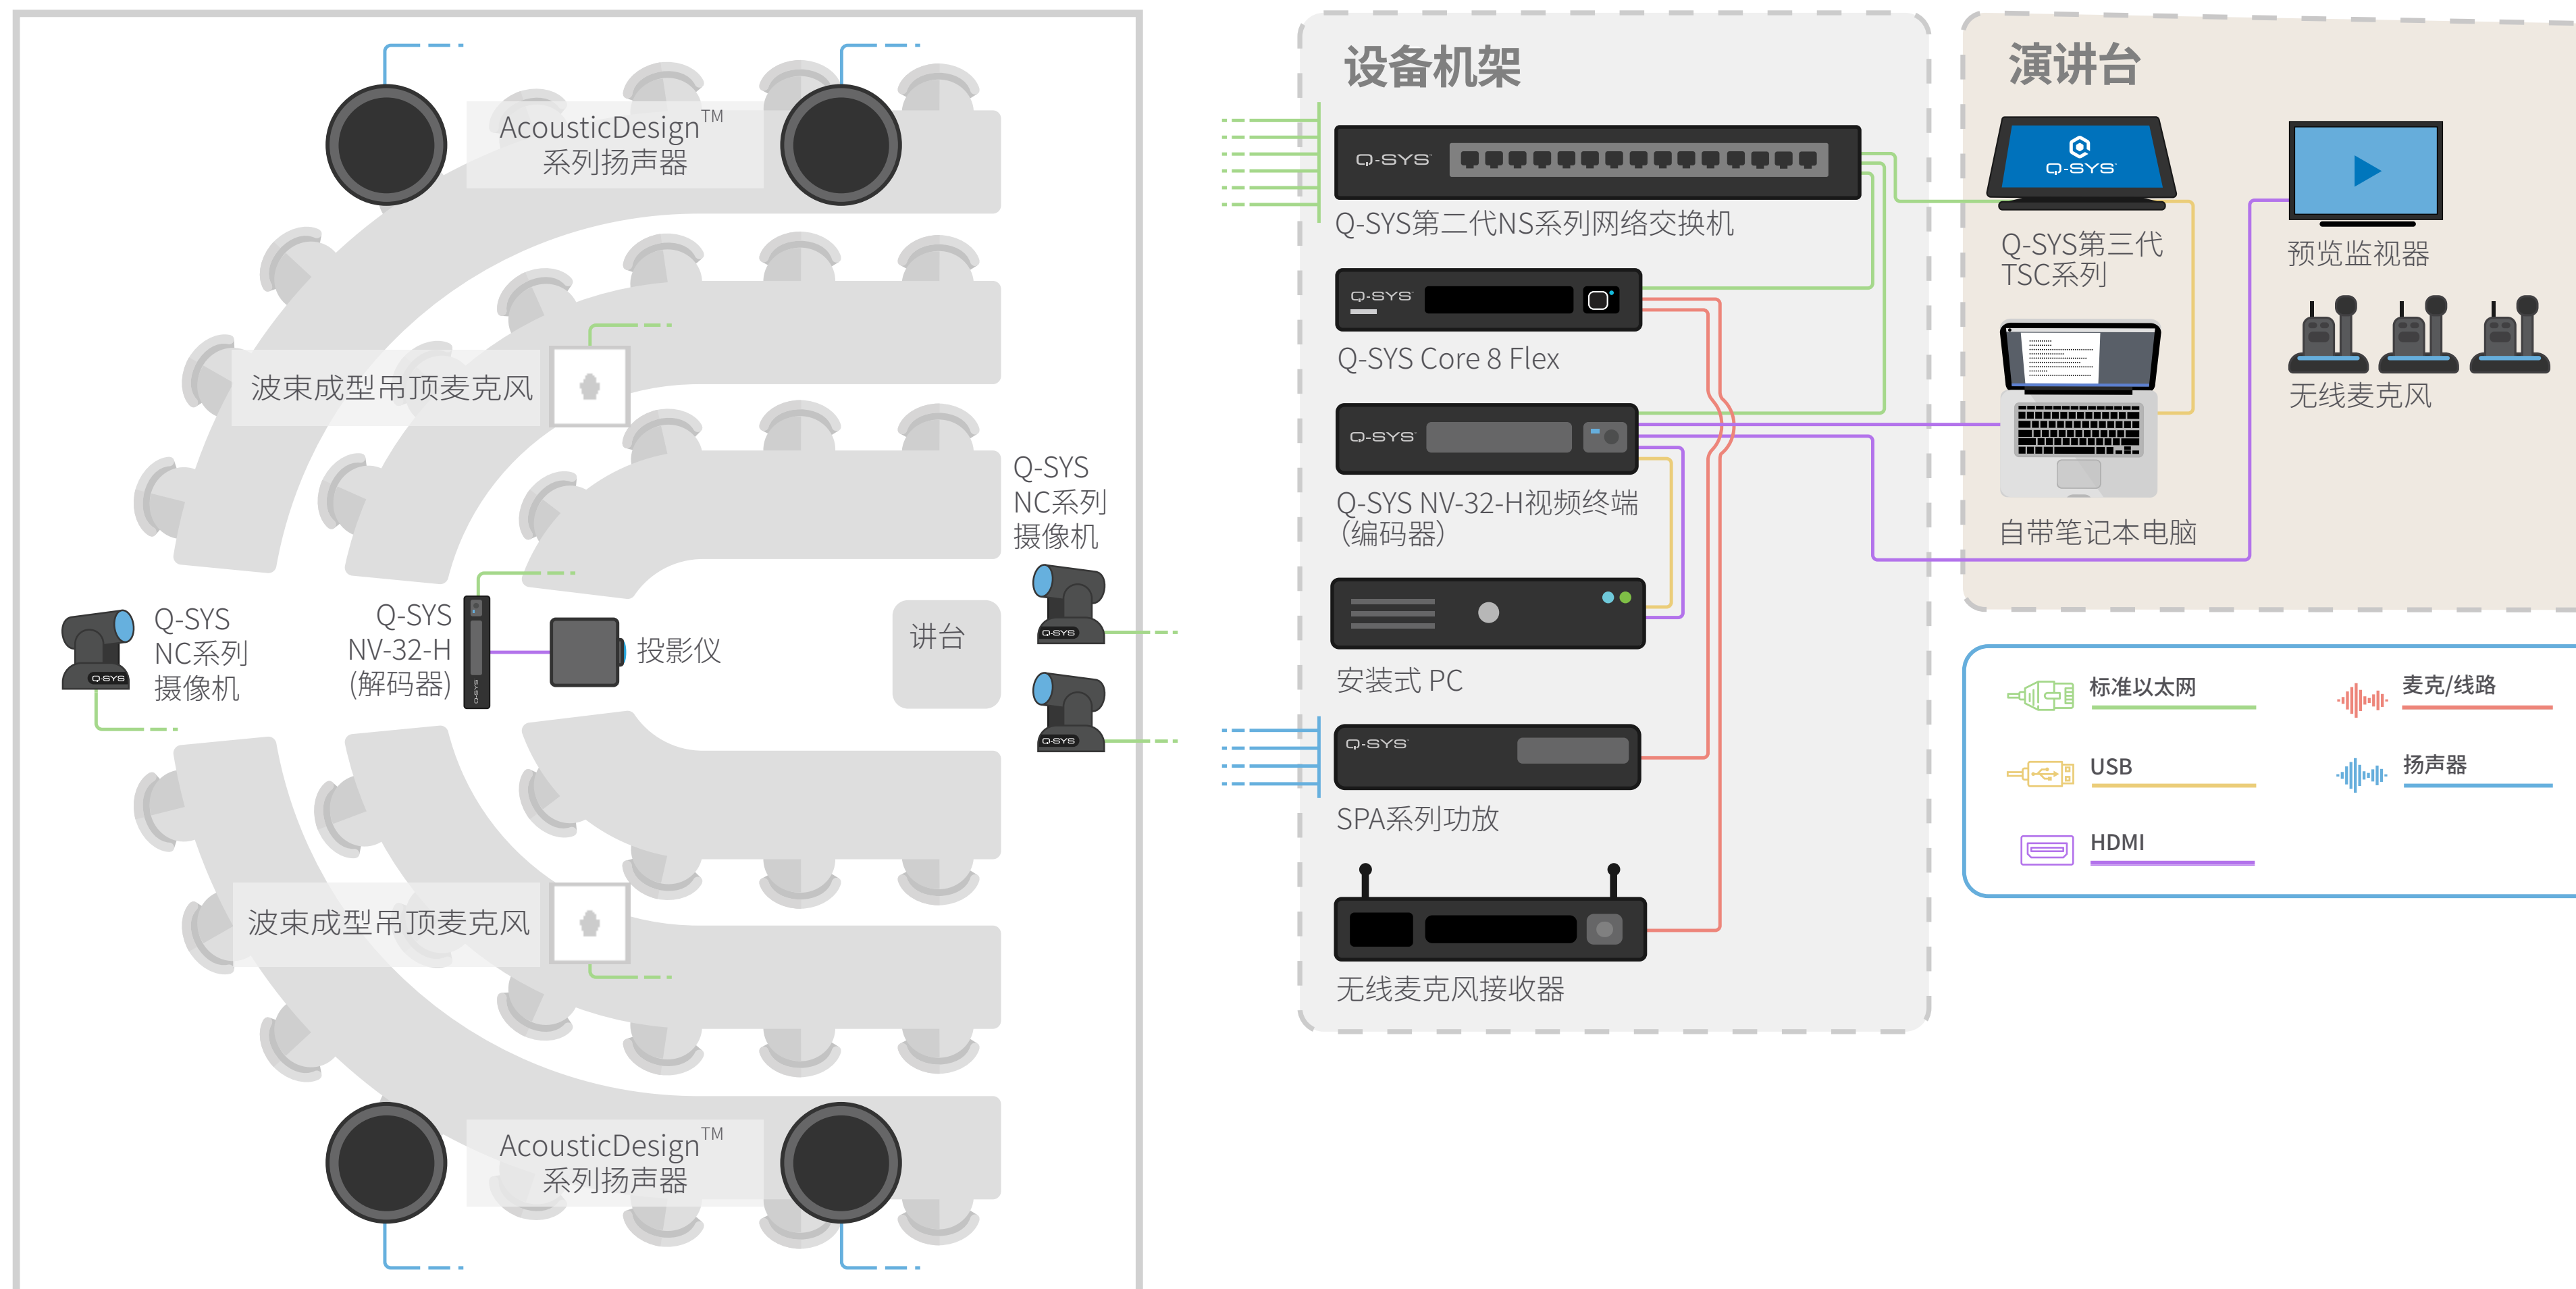 AcousticDesign™
系列扬声器
波束成型吊顶麦克风
Q-SYS
NC系列
摄像机
Q-SYS
NC系列
摄像机
Q-SYS
Q-SYS
NV-32-H
(解码器)
Q-SYS
投影仪
讲台
Q-SYS
Q-SYS
波束成型吊顶麦克风
AcousticDesign™
系列扬声器
设备机架
Q-SYS
Q-SYS第二代NS系列网络交换机
Q-SYS
Q-SYS Core 8 Flex
Q-SYS
Q-SYS NV-32-H视频终端
（编码器）
安装式 PC
Q-SYS
SPA系列功放
无线麦克风接收器
演讲台
Q-SYS
Q-SYS第三代
TSC系列
预览监视器
无线麦克风
自带笔记本电脑
标准以太网
麦克/线路
USB
扬声器
HDMI